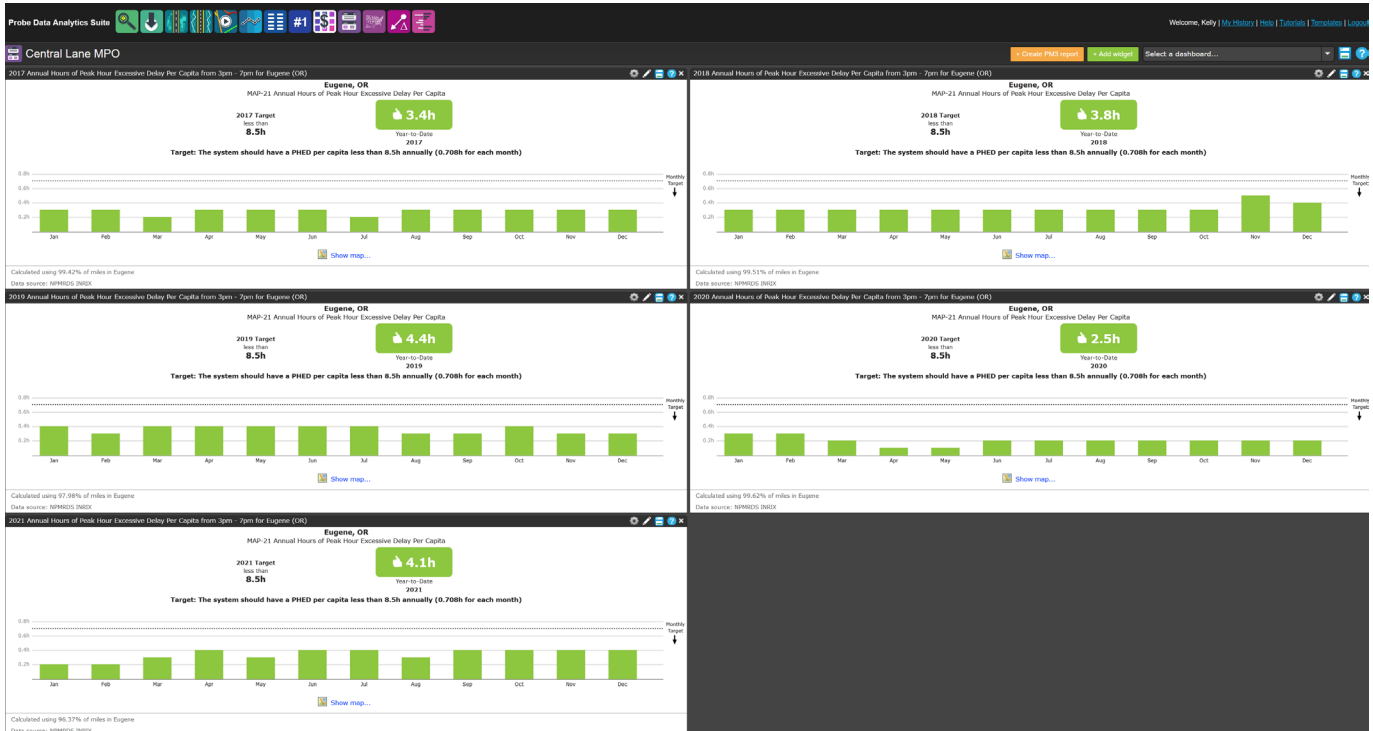 Probe Data Analytics Suite
#1
Welcome, Kelly | My History | Help | Tutorials | Templates | Logout
Central Lane MPO
+ Create PM3 report
+ Add widget
Select a dashboard...
2017 Annual Hours of Peak Hour Excessive Delay Per Capita from 3pm - 7pm for Eugene (OR)
Eugene, OR
MAP-21 Annual Hours of Peak Hour Excessive Delay Per Capita
2017 Target
less than
8.5h
3.4h
Year-to-Date
2017
Target: The system should have a PHED per capita less than 8.5h annually (0.708h for each month)
0.8h
0.6h
0.4h
0.2h
Monthly
Target
Jan Feb Mar Apr May Jun Jul Aug Sep Oct Nov Dec
Show map...
Calculated using 99.42% of miles in Eugene
Data source: NPMRDS INRIX
2018 Annual Hours of Peak Hour Excessive Delay Per Capita from 3pm - 7pm for Eugene (OR)
Eugene, OR
MAP-21 Annual Hours of Peak Hour Excessive Delay Per Capita
2018 Target
less than
8.5h
3.8h
Year-to-Date
2018
Target: The system should have a PHED per capita less than 8.5h annually (0.708h for each month)
0.8h
0.6h
0.4h
0.2h
Monthly
Target
Jan Feb Mar Apr May Jun Jul Aug Sep Oct Nov Dec
Show map...
Calculated using 99.51% of miles in Eugene
Data source: NPMRDS INRIX
2019 Annual Hours of Peak Hour Excessive Delay Per Capita from 3pm - 7pm for Eugene (OR)
Eugene, OR
MAP-21 Annual Hours of Peak Hour Excessive Delay Per Capita
2019 Target
less than
8.5h
4.4h
Year-to-Date
2019
Target: The system should have a PHED per capita less than 8.5h annually (0.708h for each month)
0.8h
0.6h
0.4h
0.2h
Monthly
Target
Jan Feb Mar Apr May Jun Jul Aug Sep Oct Nov Dec
Show map...
Calculated using 97.98% of miles in Eugene
Data source: NPMRDS INRIX
2020 Annual Hours of Peak Hour Excessive Delay Per Capita from 3pm - 7pm for Eugene (OR)
Eugene, OR
MAP-21 Annual Hours of Peak Hour Excessive Delay Per Capita
2020 Target
less than
8.5h
2.5h
Year-to-Date
2020
Target: The system should have a PHED per capita less than 8.5h annually (0.708h for each month)
0.8h
0.6h
0.4h
0.2h
Monthly
Target
Jan Feb Mar Apr May Jun Jul Aug Sep Oct Nov Dec
Show map...
Calculated using 99.62% of miles in Eugene
Data source: NPMRDS INRIX
2021 Annual Hours of Peak Hour Excessive Delay Per Capita from 3pm - 7pm for Eugene (OR)
Eugene, OR
MAP-21 Annual Hours of Peak Hour Excessive Delay Per Capita
2021 Target
less than
8.5h
4.1h
Year-to-Date
2021
Target: The system should have a PHED per capita less than 8.5h annually (0.708h for each month)
0.8h
0.6h
0.4h
0.2h
Monthly
Target
Jan Feb Mar Apr May Jun Jul Aug Sep Oct Nov Dec
Show map...
Calculated using 96.37% of miles in Eugene
Data source: NPMRDS INRIX